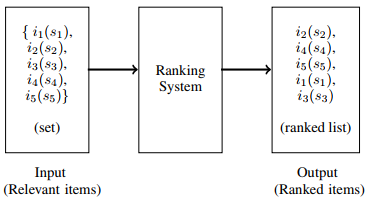 { i₁(s₁),
i₂(s₂),
i₃(s₃),
i₄(s₄),
i₅(s₅)}
(set)
Input
(Relevant items)
Ranking
System
i₂(s₂),
i₄(s₄),
i₅(s₅),
i₁(s₁),
i₃(s₃)
(ranked list)
Output
(Ranked items)